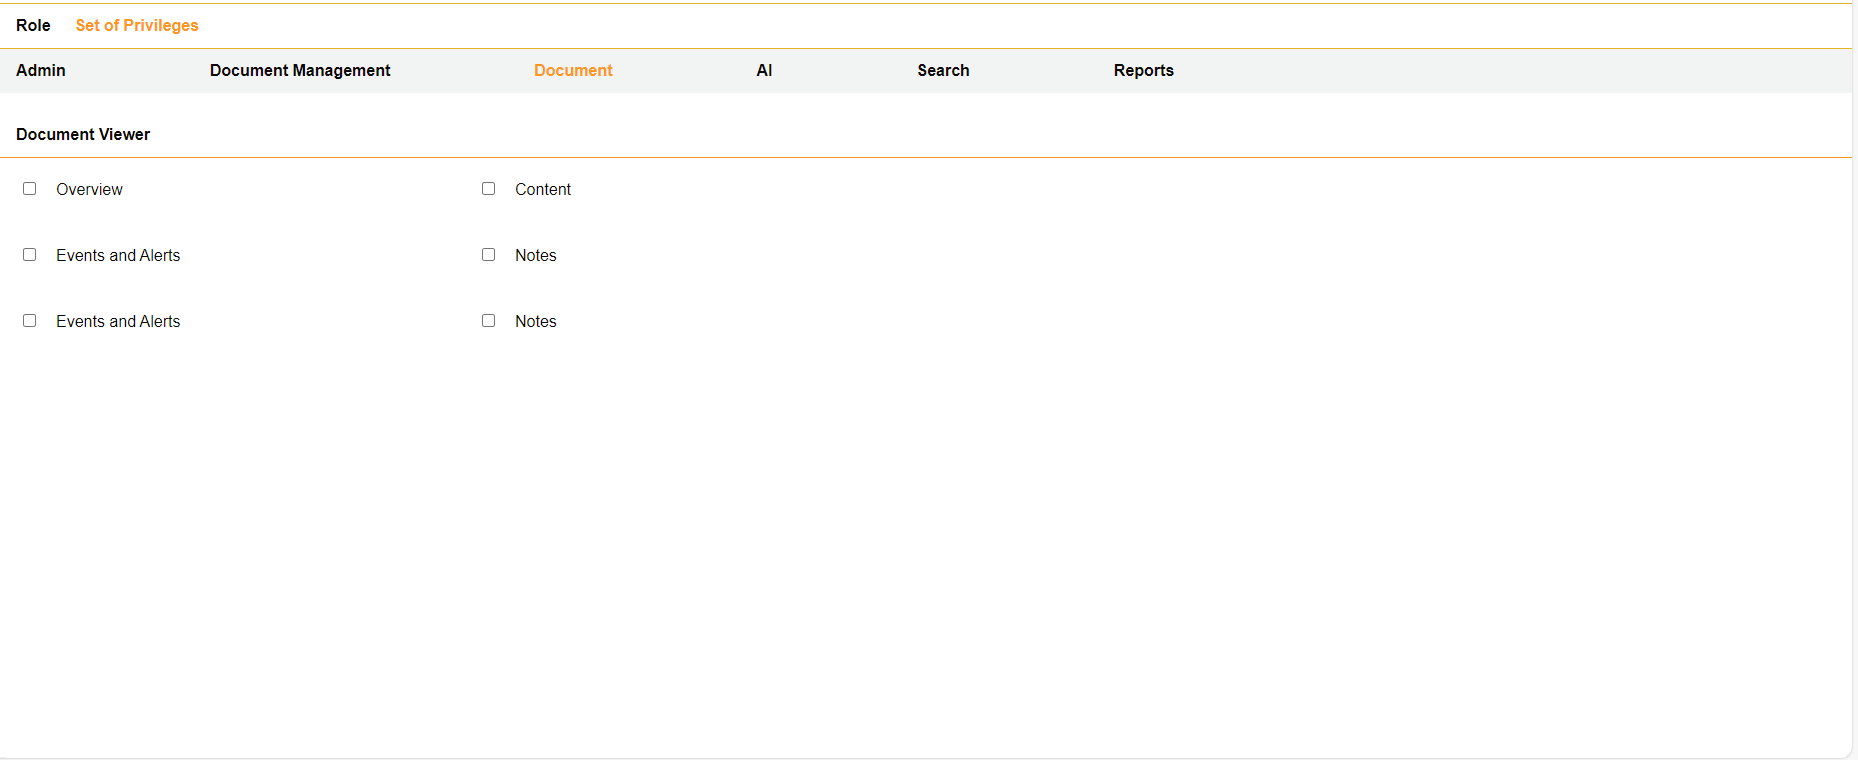 Role Set of Privileges
Admin Document Management Document AI Search Reports
Document Viewer
Overview Content
Events and Alerts Notes
Events and Alerts Notes